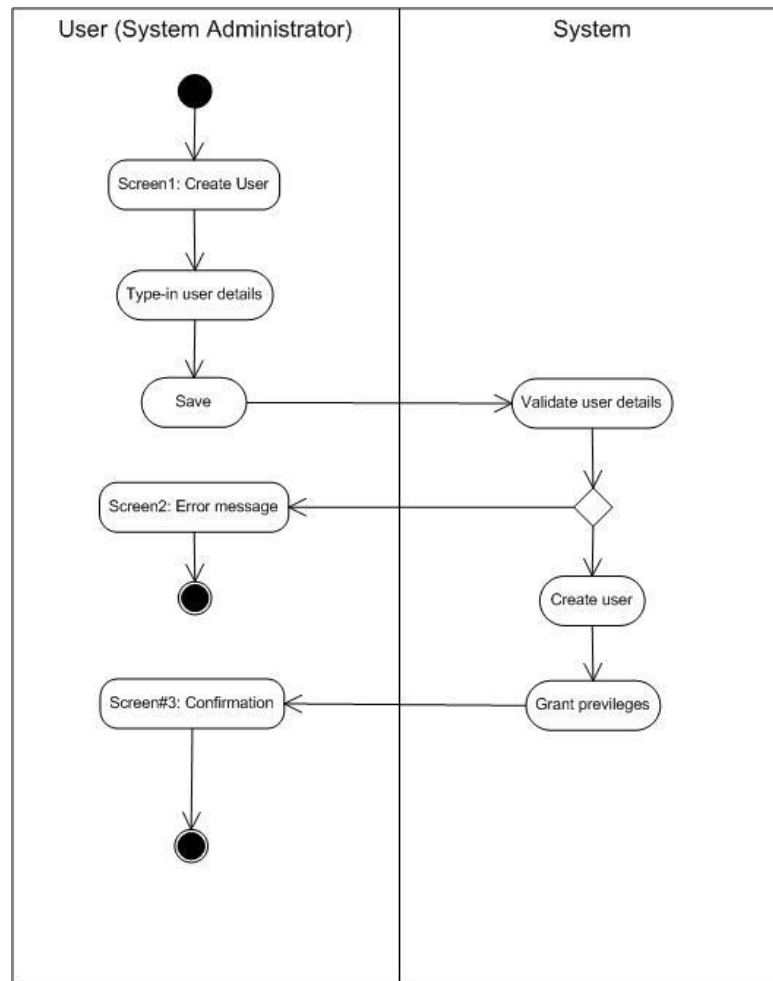 User (System Administrator)
System
Screen1: Create User
Type-in user details
Save
Validate user details
Screen2: Error message
Create user
Screen#3: Confirmation
Grant previleges